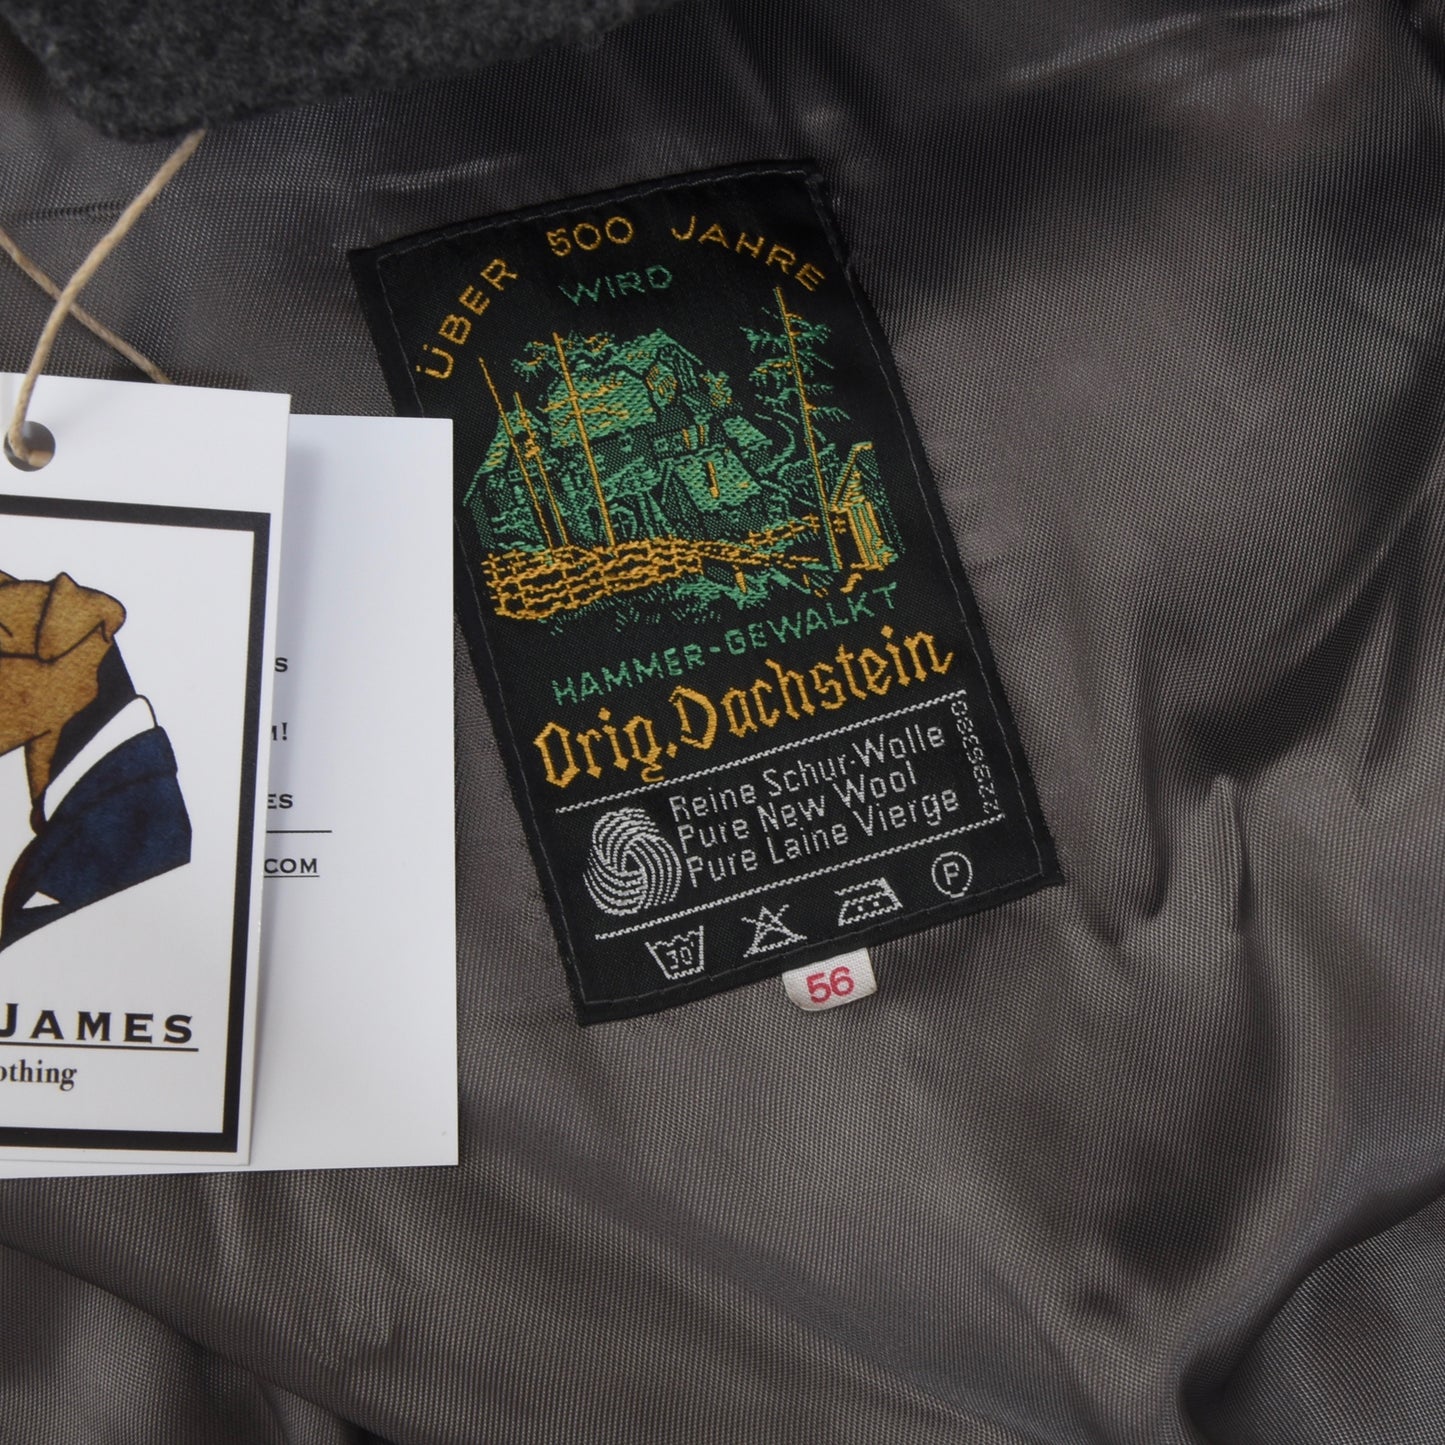 ÜBER 500 JAHRE
WIRD
HAMMER-GEWALKT
Orig. Dachstein
Reine Schur-Wolle
Pure New Wool
Pure Laine Vierge
30
P
56
JAMES
othing
S
M!
ES
COM